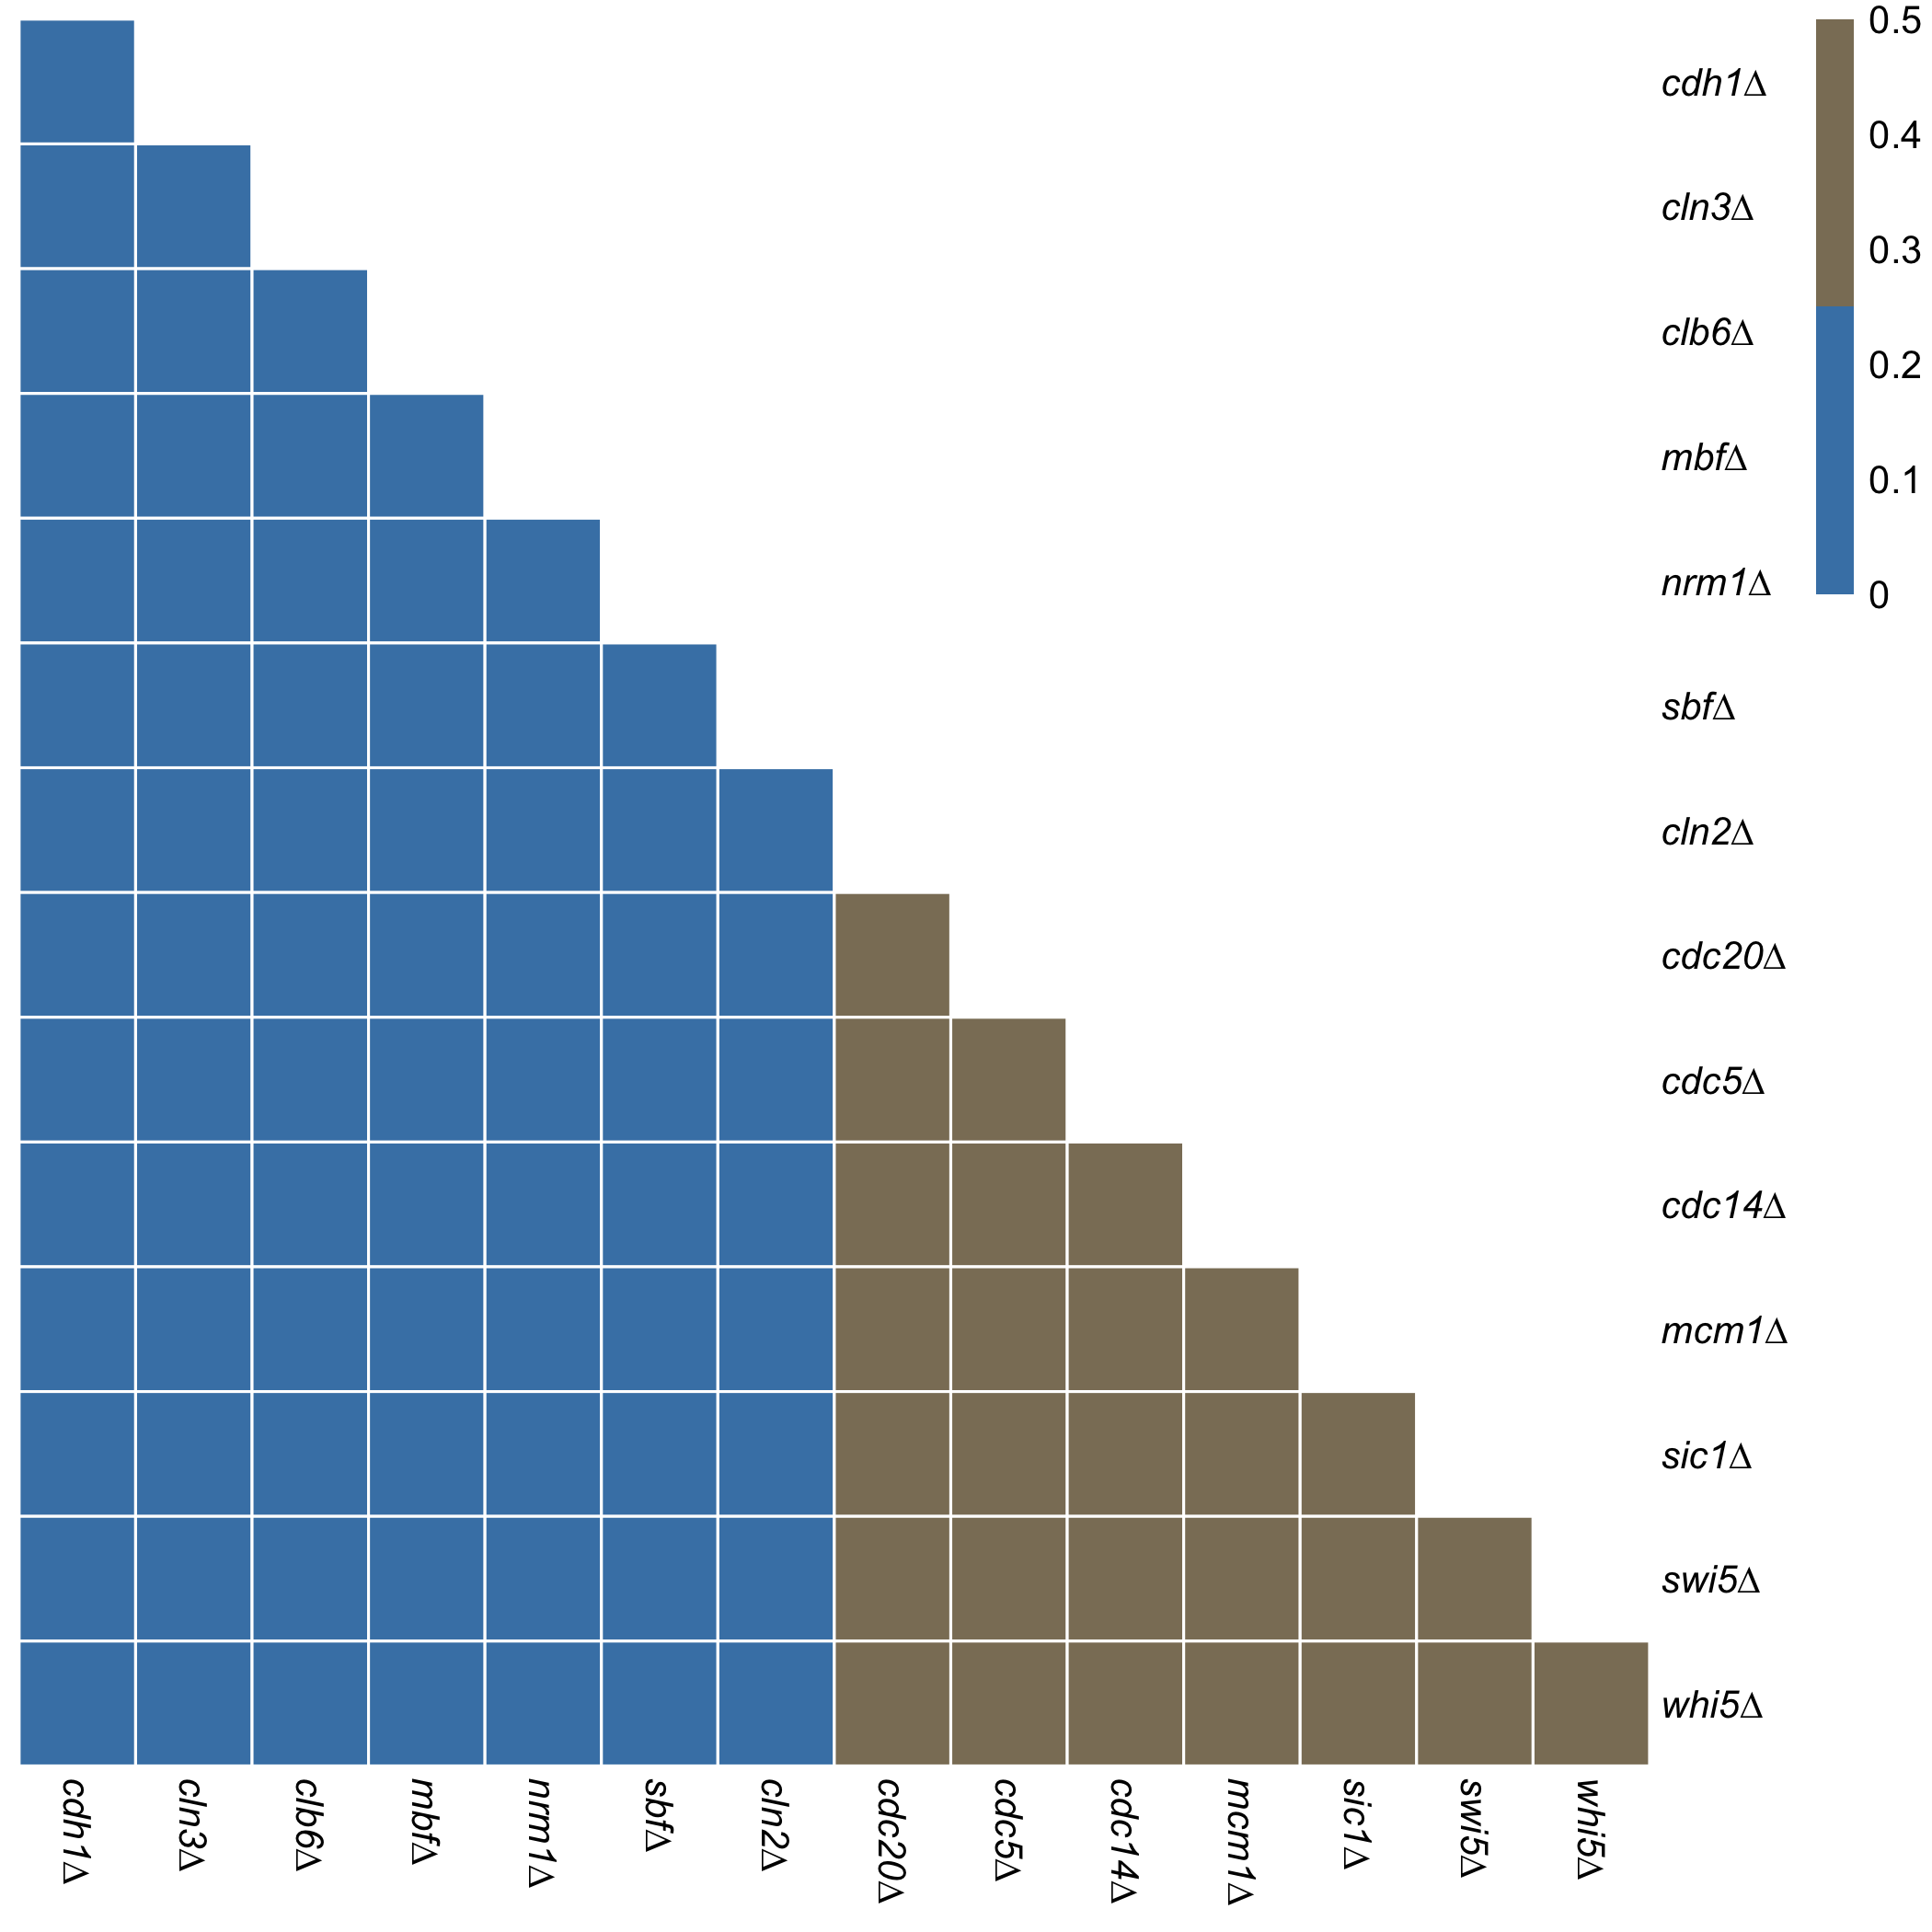 cdh1Δ
cln3Δ
clb6Δ
mbfΔ
nrm1Δ
sbfΔ
cln2Δ
cdc20Δ
cdc5Δ
cdc14Δ
mcm1Δ
sic1Δ
swi5Δ
whi5Δ
0.5
0.4
0.3
0.2
0.1
0
cdh1Δ
cln3Δ
clb6Δ
mbfΔ
nrm1Δ
sbfΔ
cln2Δ
cdc20Δ
cdc5Δ
cdc14Δ
mcm1Δ
sic1Δ
swi5Δ
whi5Δ